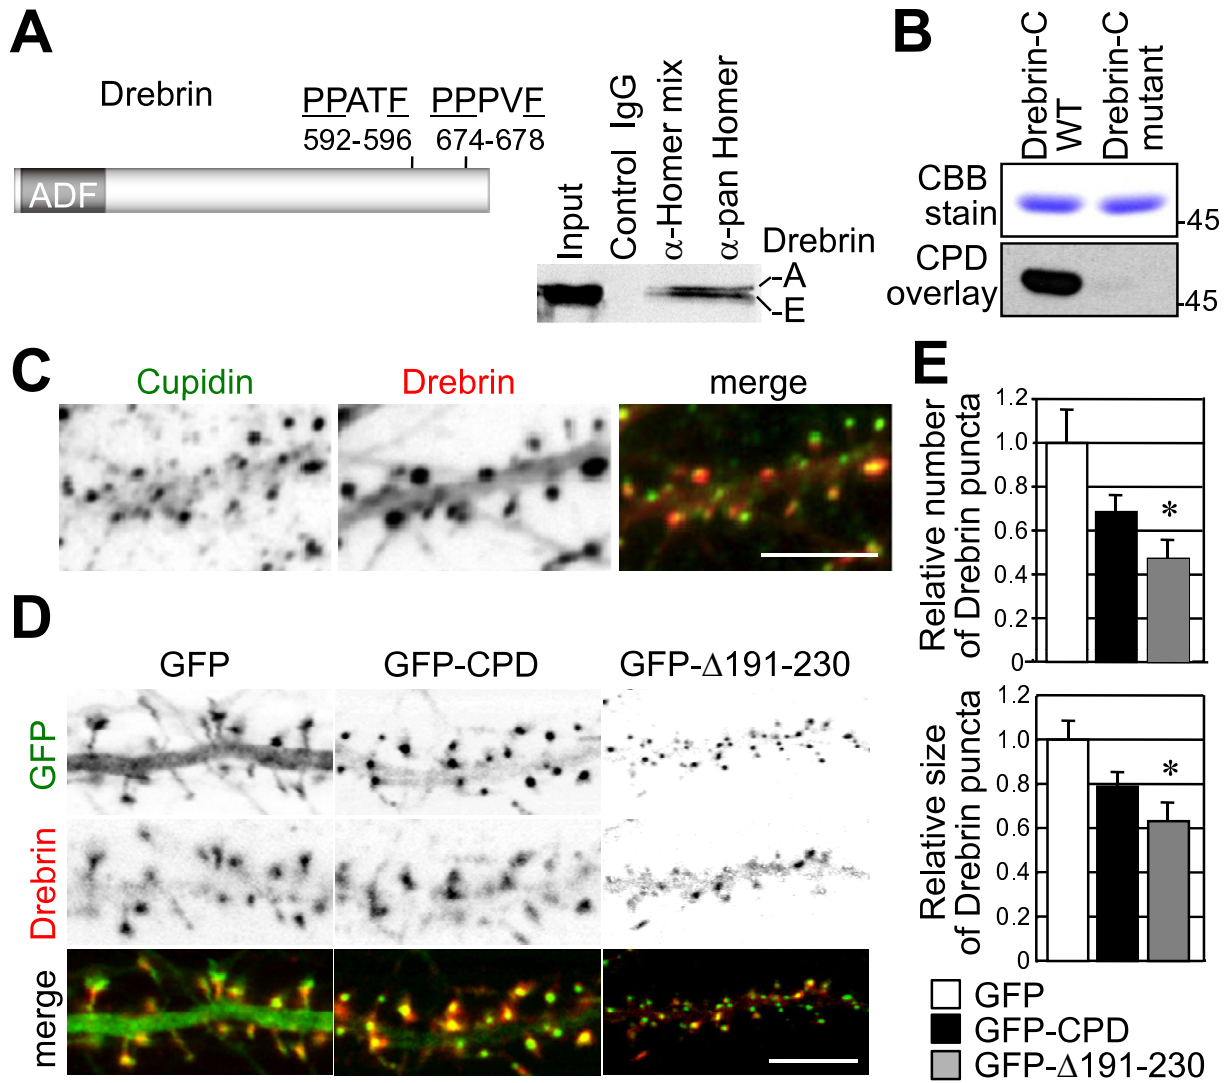 A
Drebrin
PPATF PPPVF
592-596 674-678
ADF
Input
Control IgG
α-Homer mix
α-pan Homer
Drebrin
-A
-E
B
Drebrin-C
WT
Drebrin-C
mutant
CBB
stain
-45
CPD
overlay
-45
C
Cupidin
Drebrin
merge
D
GFP
GFP-CPD
GFP-Δ191-230
GFP
Drebrin
merge
E
Relative number
of Drebrin puncta
1.2
1.0
0.8
0.6
0.4
0.2
0
*
Relative size
of Drebrin puncta
1.2
1.0
0.8
0.6
0.4
0.2
0
*
GFP
GFP-CPD
GFP-Δ191-230